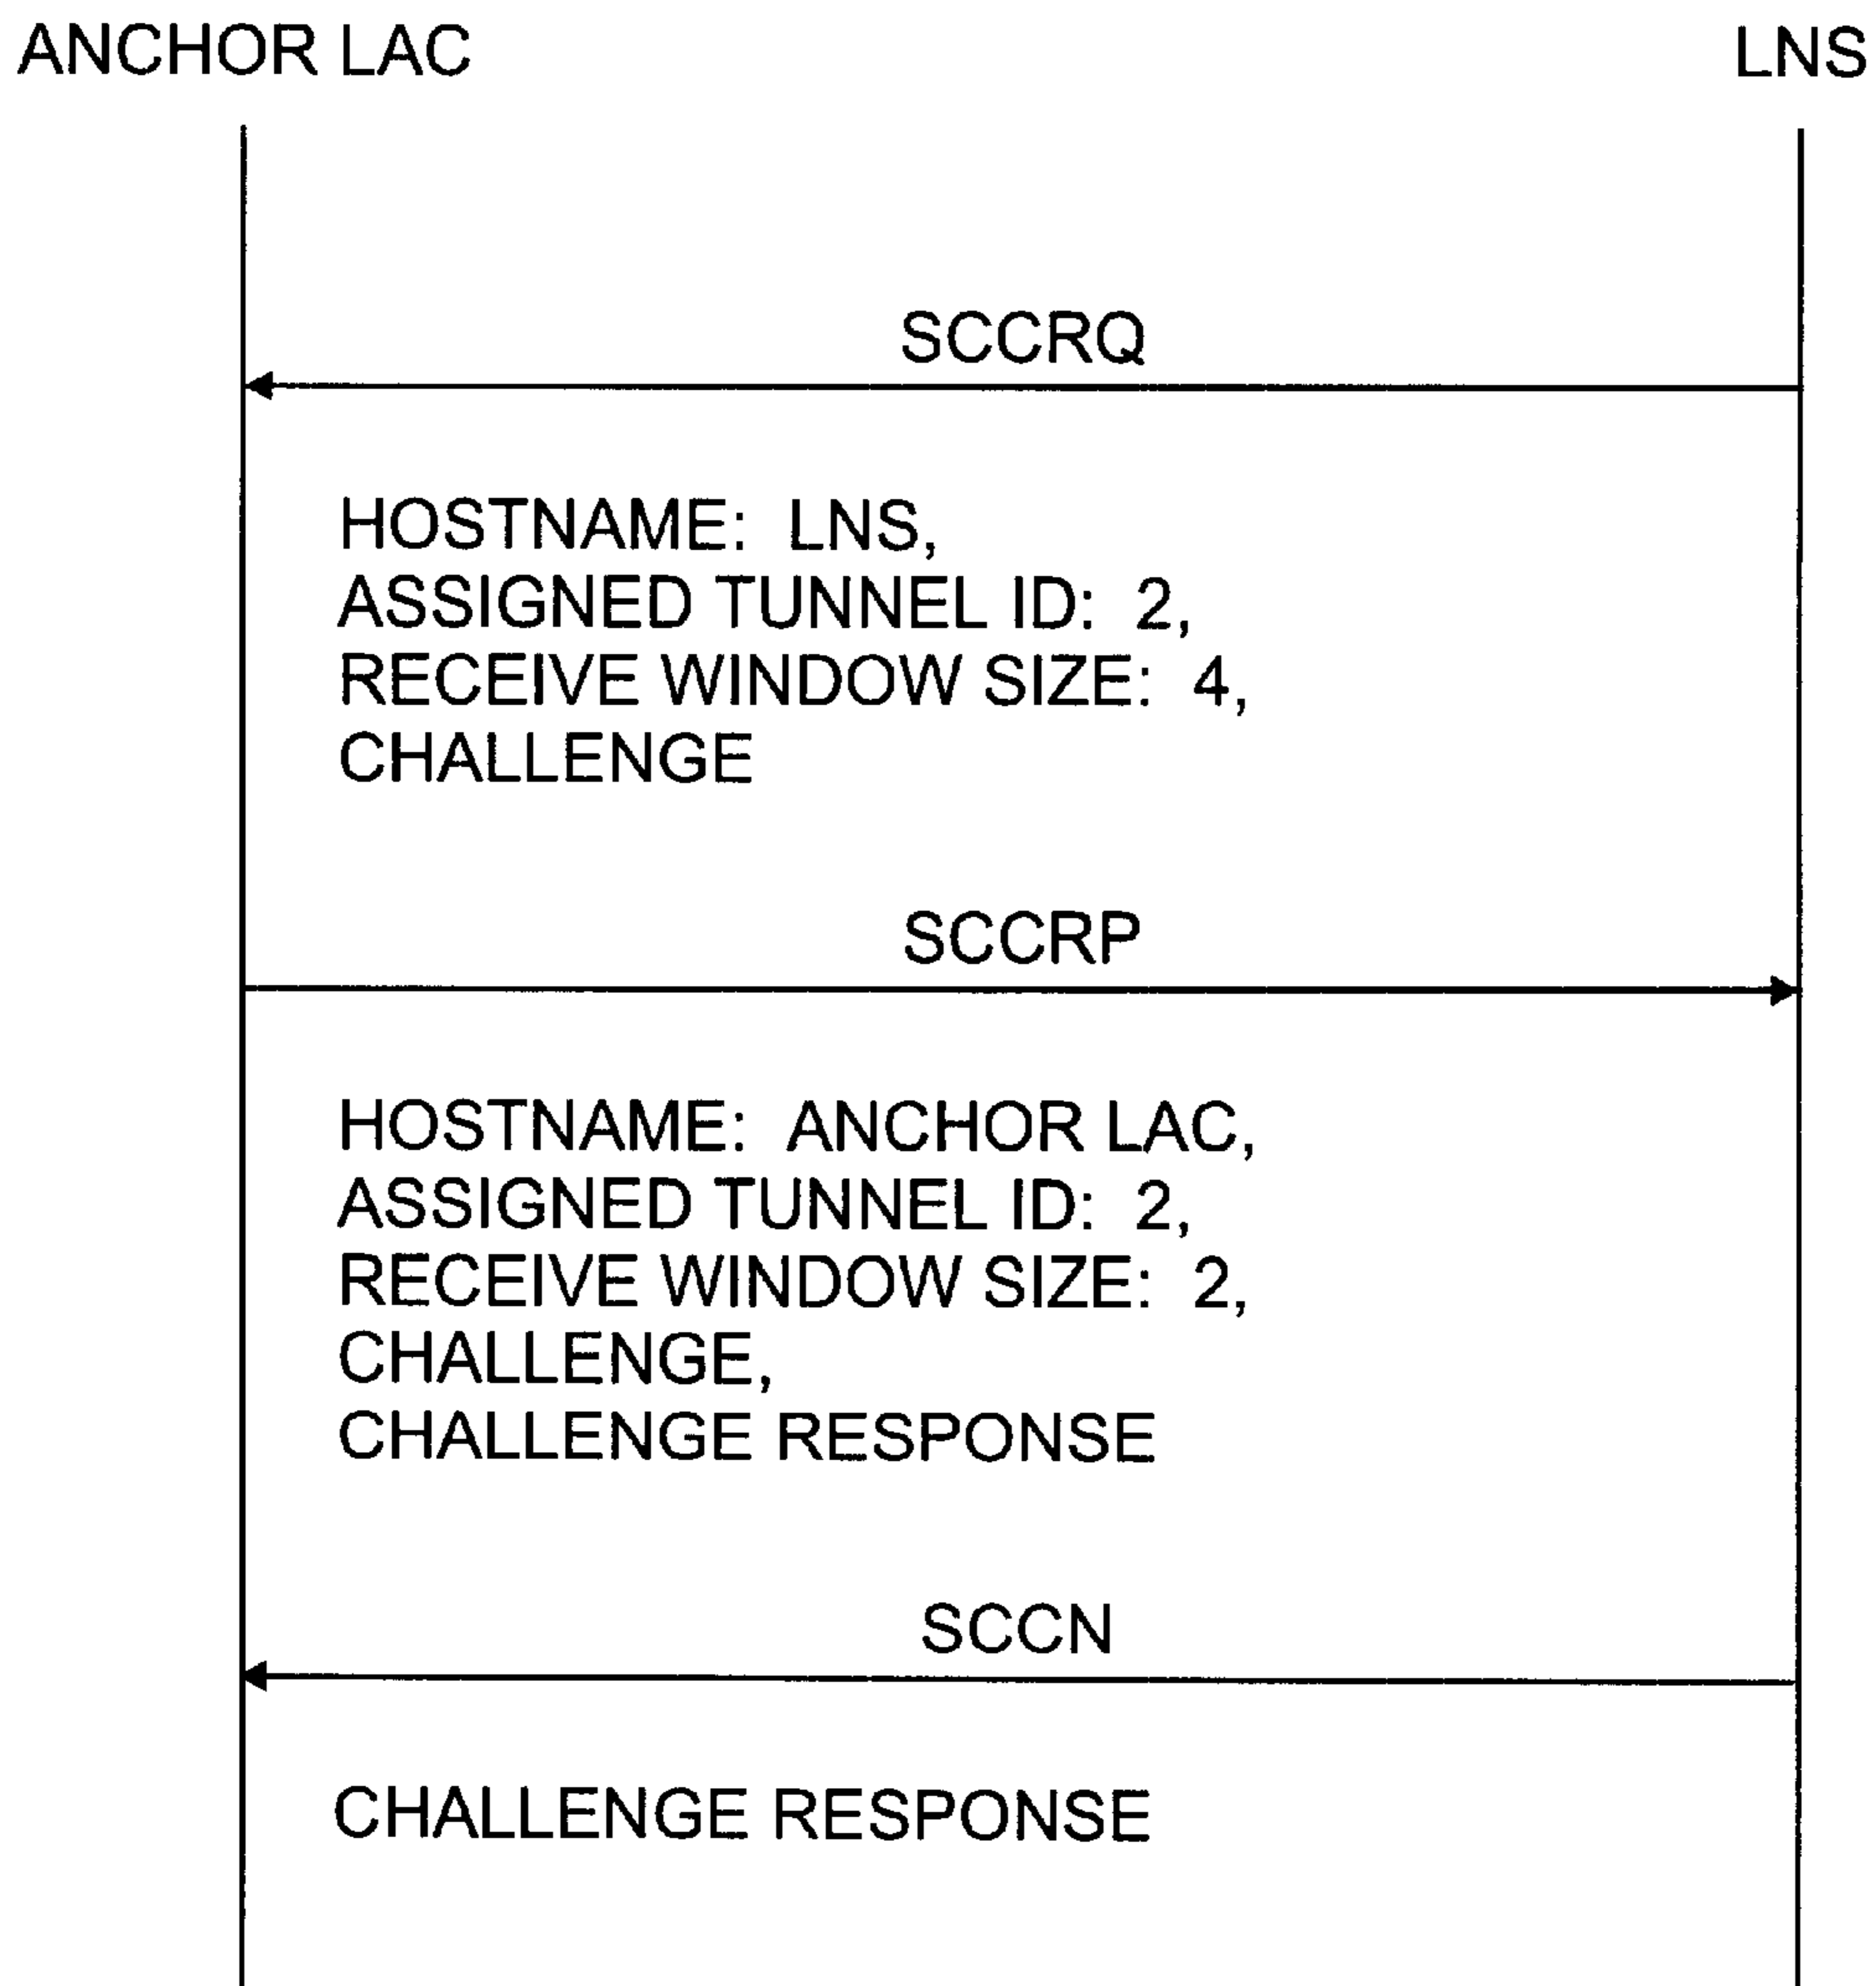 ANCHOR LAC
LNS
SCCRQ
HOSTNAME: LNS,
ASSIGNED TUNNEL ID: 2,
RECEIVE WINDOW SIZE: 4,
CHALLENGE
SCCRP
HOSTNAME: ANCHOR LAC,
ASSIGNED TUNNEL ID: 2,
RECEIVE WINDOW SIZE: 2,
CHALLENGE,
CHALLENGE RESPONSE
SCCN
CHALLENGE RESPONSE